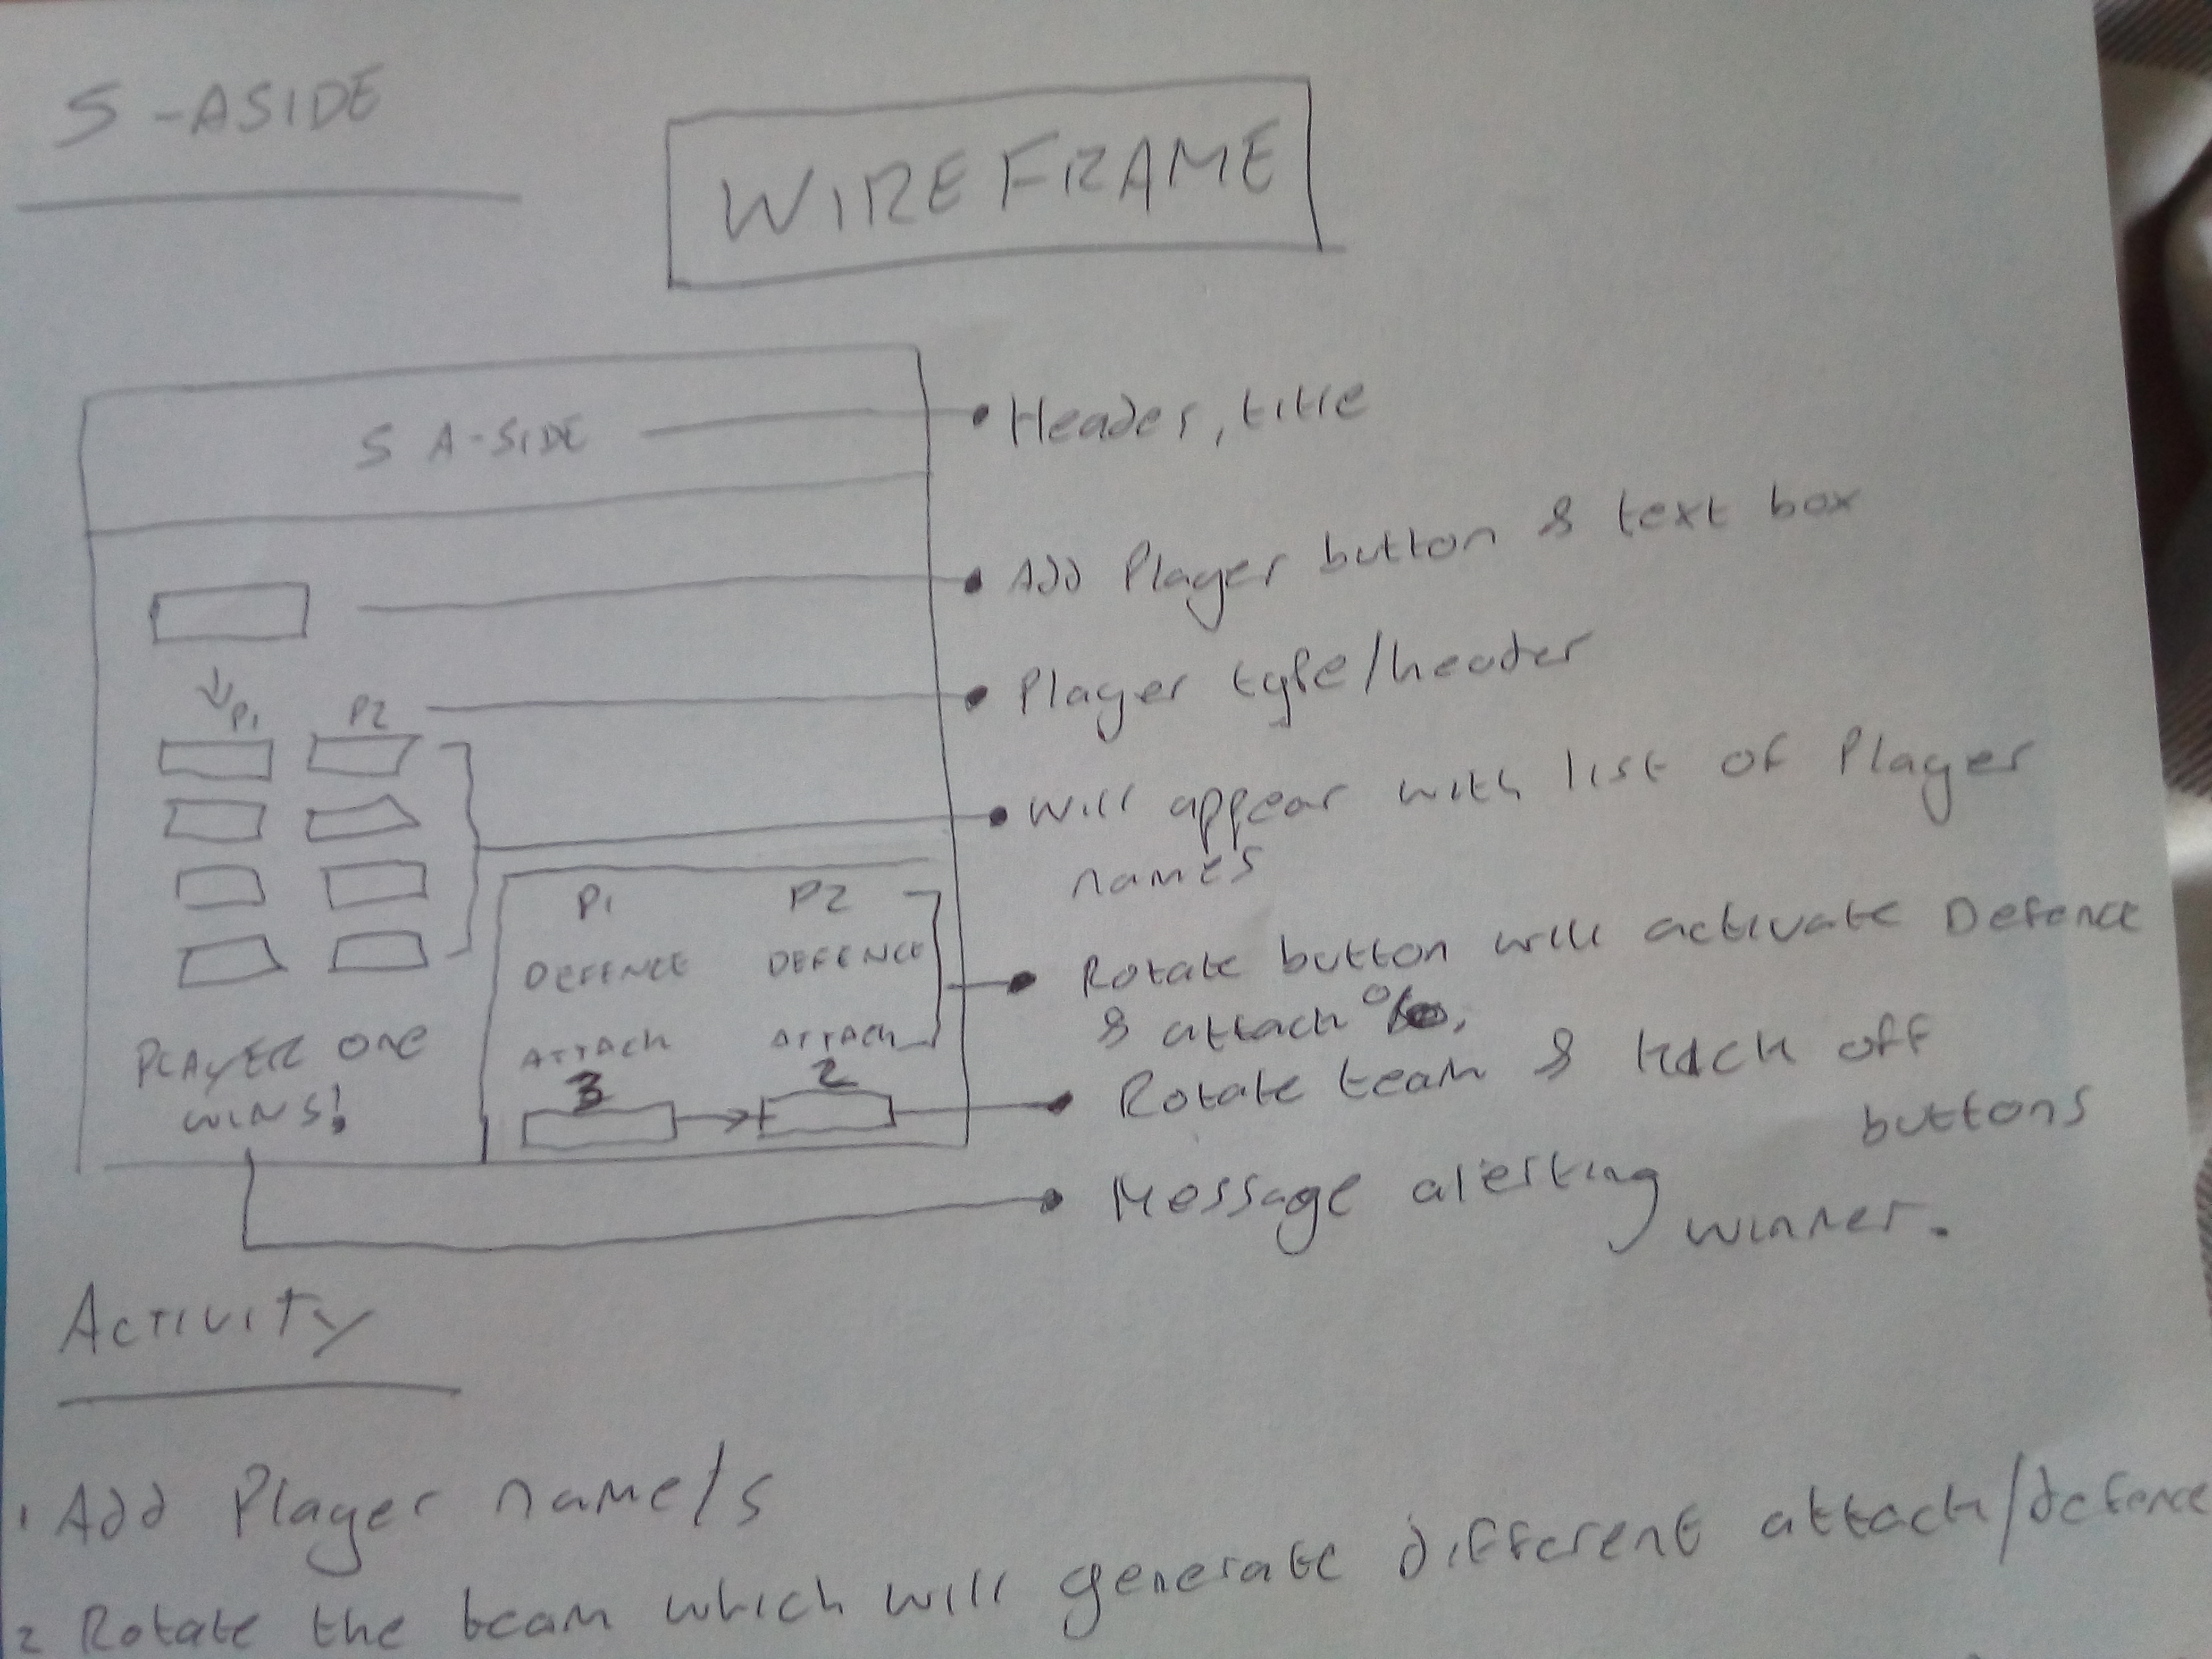 5-ASIDE
WIREFRAME
5 A-SIDE
Header, title
Add Player button & text box
P1 P2
Player type/header
Will appear with list of Player
names
P1 P2
DEFENCE DEFENCE
ATTACK ATTACK
Rotate button will activate Defence
& attack %.
3 2
Rotate team & kick off
buttons
PLAYER ONE
WINS!
Message alerting
winner.
Activity
1 Add Player name/s
2 Rotate the team which will generate different attack/defence